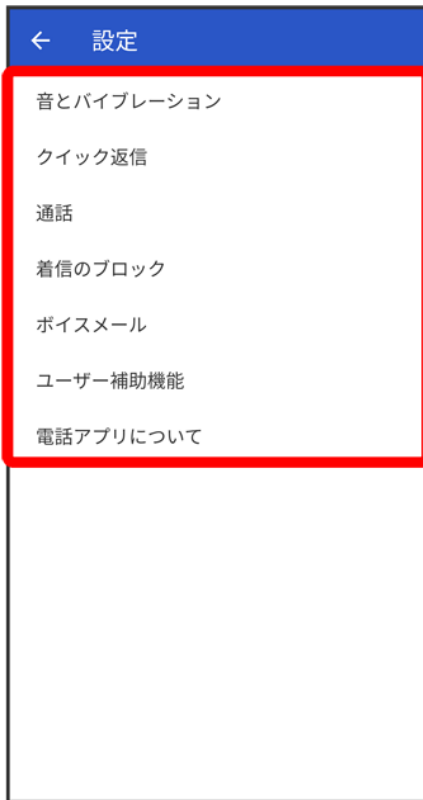 設定
音とバイブレーション
クイック返信
通話
着信のブロック
ボイスメール
ユーザー補助機能
電話アプリについて